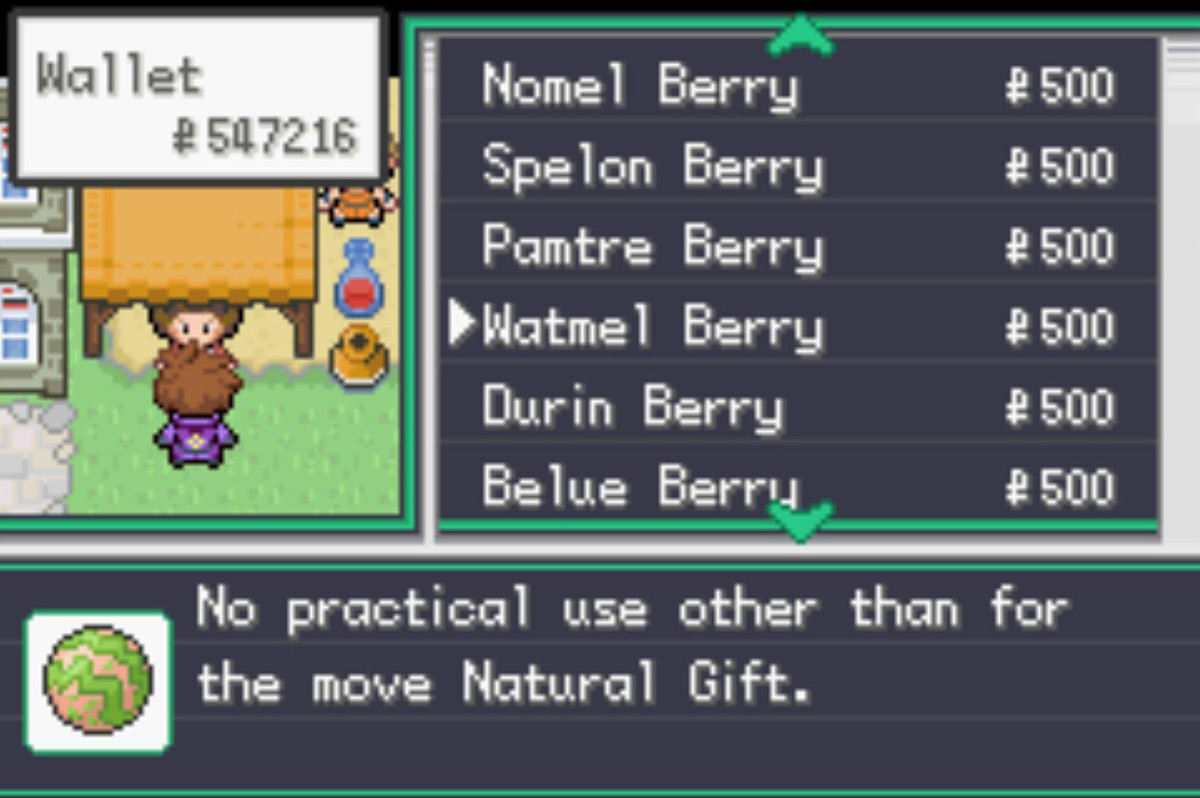 Wallet
₽547216
Nomel Berry ₽500
Spelon Berry ₽500
Pamtre Berry ₽500
Watmel Berry ₽500
Durin Berry ₽500
Belue Berry ₽500
No practical use other than for
the move Natural Gift.